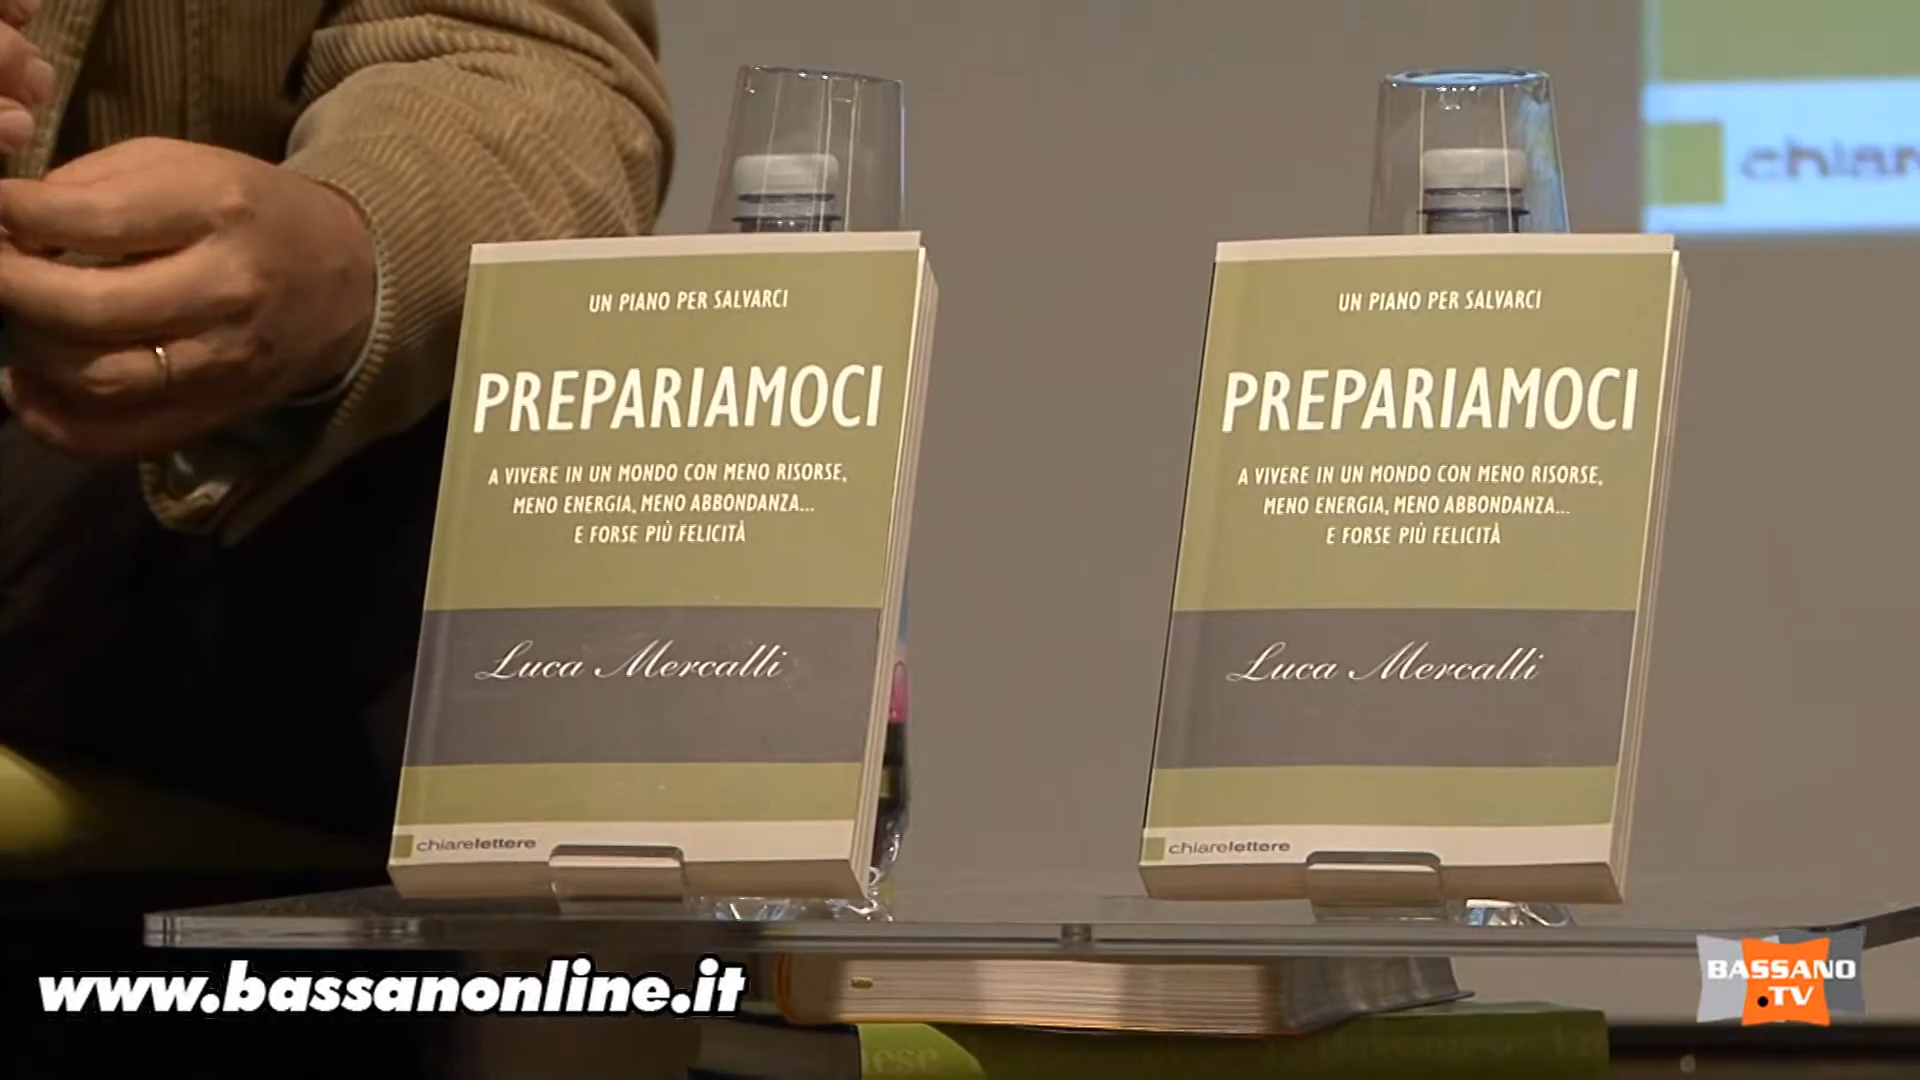 UN PIANO PER SALVARCI
PREPARIAMOCI
A VIVERE IN UN MONDO CON MENO RISORSE,
MENO ENERGIA, MENO ABBONDANZA...
E FORSE PIÙ FELICITÀ
Luca Mercalli
chiarelettere
UN PIANO PER SALVARCI
PREPARIAMOCI
A VIVERE IN UN MONDO CON MENO RISORSE,
MENO ENERGIA, MENO ABBONDANZA...
E FORSE PIÙ FELICITÀ
Luca Mercalli
chiarelettere
chiar
www.bassanonline.it
BASSANO
.TV